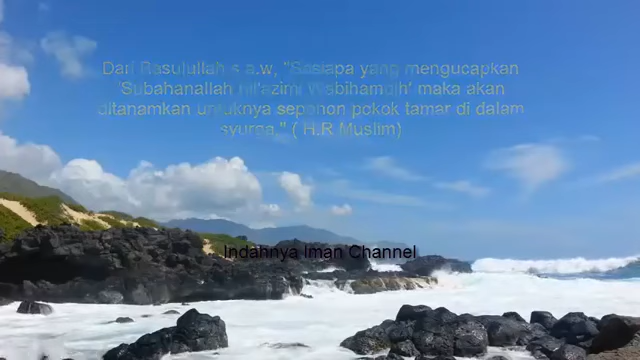 Dari Rasulullah s.a.w, "Sesiapa yang mengucapkan
'Subahanallah hil'azimi Wabihamdih' maka akan
ditanamkan untuknya sepohon pokok tamar di dalam
syurga." ( H.R Muslim)
Indahnya Iman Channel